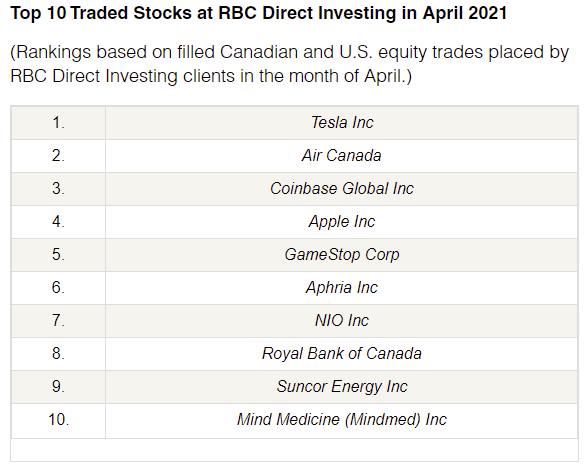 Top 10 Traded Stocks at RBC Direct Investing in April 2021
(Rankings based on filled Canadian and U.S. equity trades placed by
RBC Direct Investing clients in the month of April.)
1. Tesla Inc
2. Air Canada
3. Coinbase Global Inc
4. Apple Inc
5. GameStop Corp
6. Aphria Inc
7. NIO Inc
8. Royal Bank of Canada
9. Suncor Energy Inc
10. Mind Medicine (Mindmed) Inc